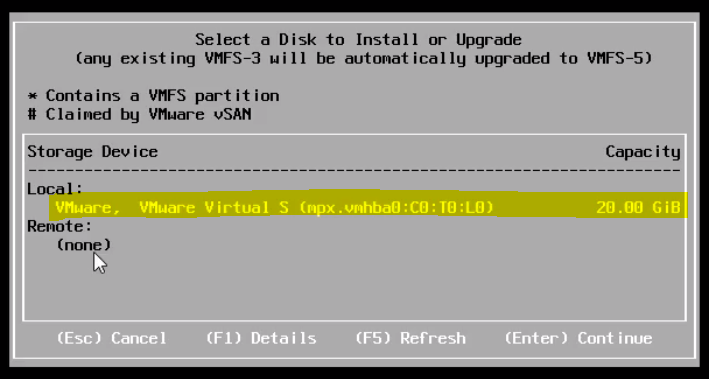 Select a Disk to Install or Upgrade
(any existing VMFS-3 will be automatically upgraded to VMFS-5)
* Contains a VMFS partition
# Claimed by VMware vSAN
Storage Device Capacity
Local:
VMware, VMware Virtual S (mpx.vmhba0:C0:T0:L0) 20.00 GiB
Remote:
(none)
(Esc) Cancel (F1) Details (F5) Refresh (Enter) Continue